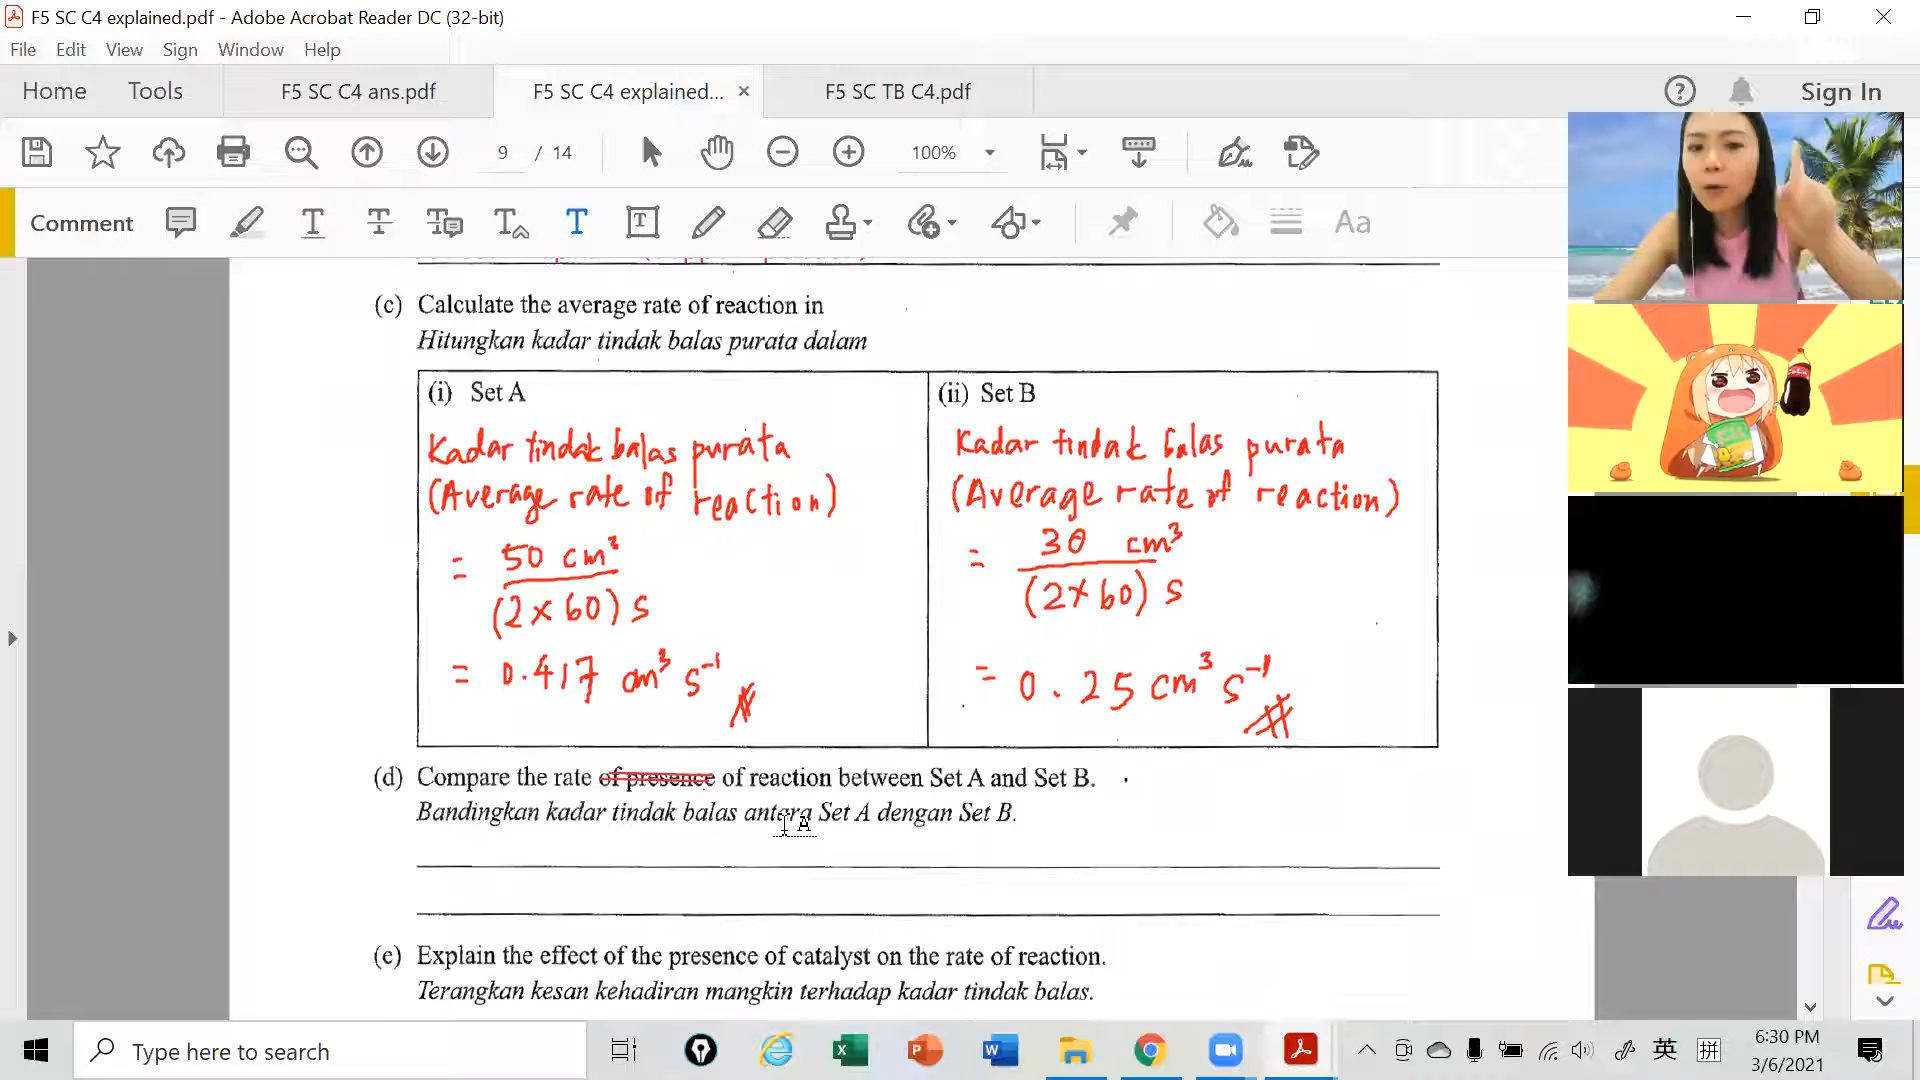 F5 SC C4 explained.pdf - Adobe Acrobat Reader DC (32-bit)
File Edit View Sign Window Help
Home Tools F5 SC C4 ans.pdf F5 SC C4 explained... × F5 SC TB C4.pdf Sign In
9 / 14 100%
Comment
(c) Calculate the average rate of reaction in
Hitungkan kadar tindak balas purata dalam
(i) Set A
Kadar tindak balas purata
(Average rate of reaction)
= 50 cm³
(2 × 60) s
= 0.417 cm³ s⁻¹
(ii) Set B
Kadar tindak balas purata
(Average rate of reaction)
= 30 cm³
(2 × 60) s
= 0.25 cm³ s⁻¹
(d) Compare the rate of presence of reaction between Set A and Set B.
Bandingkan kadar tindak balas antara Set A dengan Set B.
(e) Explain the effect of the presence of catalyst on the rate of reaction.
Terangkan kesan kehadiran mangkin terhadap kadar tindak balas.
Type here to search
英 拼
6:30 PM
3/6/2021